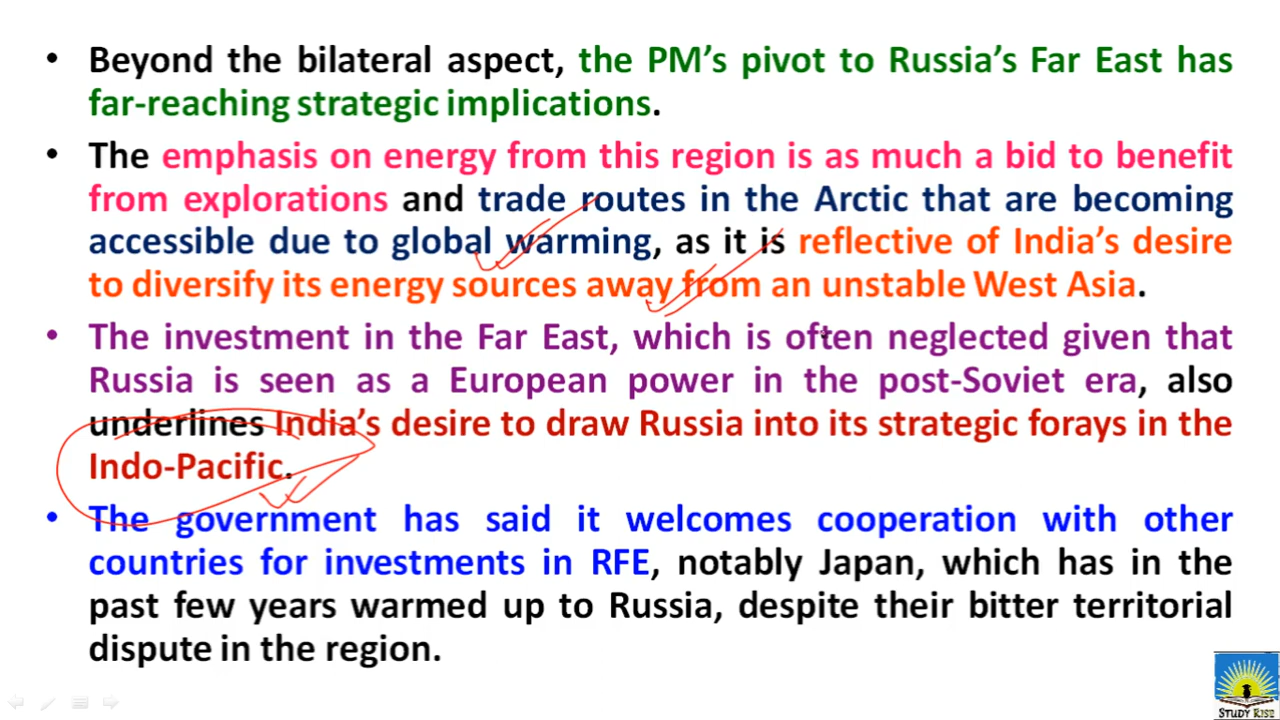 • Beyond the bilateral aspect, the PM’s pivot to Russia’s Far East has
far-reaching strategic implications.
• The emphasis on energy from this region is as much a bid to benefit
from explorations and trade routes in the Arctic that are becoming
accessible due to global warming, as it is reflective of India’s desire
to diversify its energy sources away from an unstable West Asia.
• The investment in the Far East, which is often neglected given that
Russia is seen as a European power in the post-Soviet era, also
underlines India’s desire to draw Russia into its strategic forays in the
Indo-Pacific.
• The government has said it welcomes cooperation with other
countries for investments in RFE, notably Japan, which has in the
past few years warmed up to Russia, despite their bitter territorial
dispute in the region.
STUDY RISE